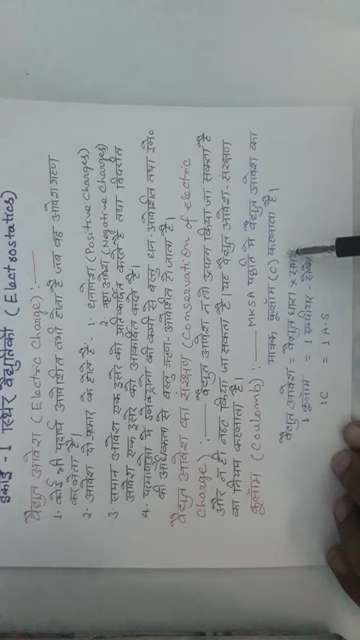 इकाई - 1 स्थिर वैद्युतिकी (Electrostatics)
वैद्युत आवेश (Electric Charge) :—
1. कोई भी पदार्थ आवेशित तभी होता है जब वह आवेश ग्रहण
करता है।
2. आवेश दो प्रकार के होते हैं :- 1. धनावेश (Positive Charges)
2. ऋणावेश (Negative Charges)
3 समान आवेश एक दूसरे को प्रतिकर्षित करते हैं तथा विपरीत
आवेश एक दूसरे को आकर्षित करते हैं।
4. परमाणुओं में इलेक्ट्रानों की कमी से वस्तु धन-आवेशित तथा इले०
की अधिकता से वस्तु ऋण-आवेशित हो जाता है।
वैद्युत आवेश का संरक्षण (Conservation of electric
charge) :— वैद्युत आवेश न तो उत्पन्न किया जा सकता है
और न ही नष्ट किया जा सकता है। यह वैद्युत आवेश-संरक्षण
का नियम कहलाता है।
कूलॉम (Coulomb) :— MKSA पद्धति में वैद्युत आवेश का
मात्रक कूलॉम (C) कहलाता है।
वैद्युत आवेश = वैद्युत धारा × समय
1 कूलॉम = 1 एम्पीयर-सेकेण्ड
1C = 1 A-S